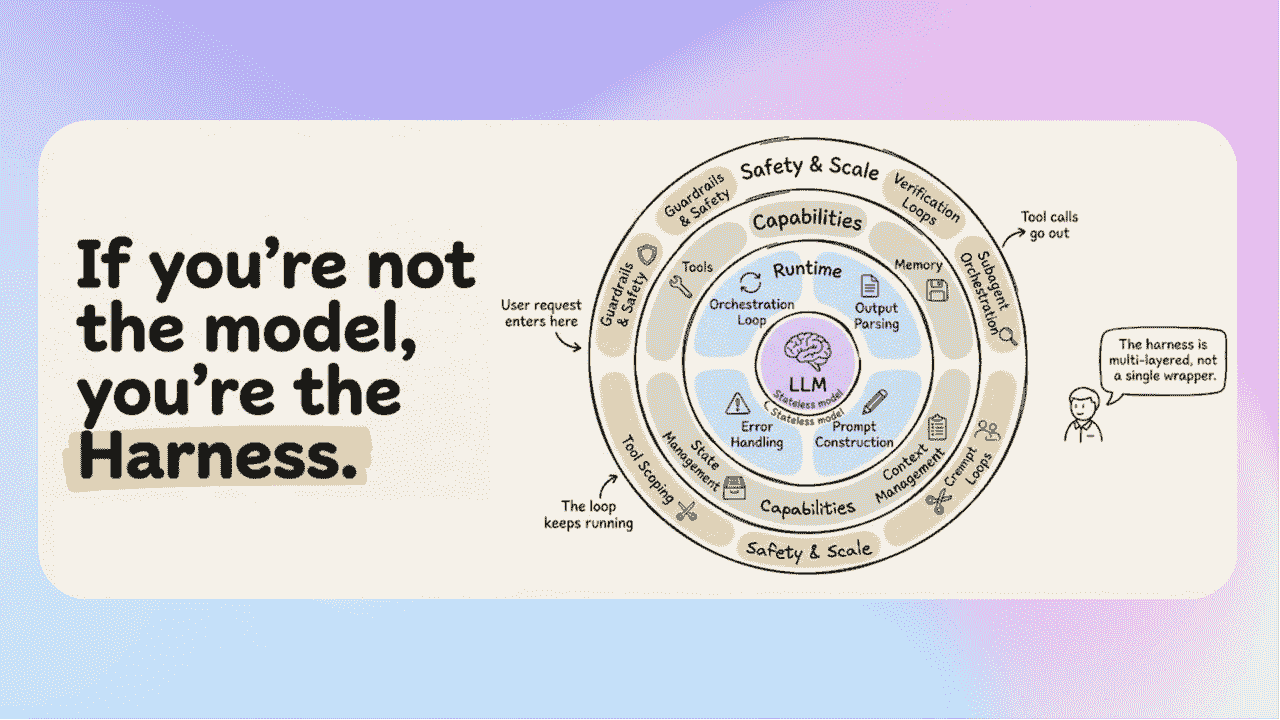 If you're not
the model,
you're the
Harness.
Safety & Scale
Guardrails
& Safety
Verification
Loops
Guardrails
& Safety
Subagent
Orchestration
Tool Scoping
Crempt
Loops
Safety & Scale
Capabilities
Tools
Memory
State
Management
Context
Management
Capabilities
Runtime
Orchestration
Loop
Output
Parsing
Error
Handling
Prompt
Construction
LLM
Stateless model
( Stateless model
User request
enters here
Tool calls
go out
The loop
keeps running
The harness is
multi-layered, not
a single wrapper.